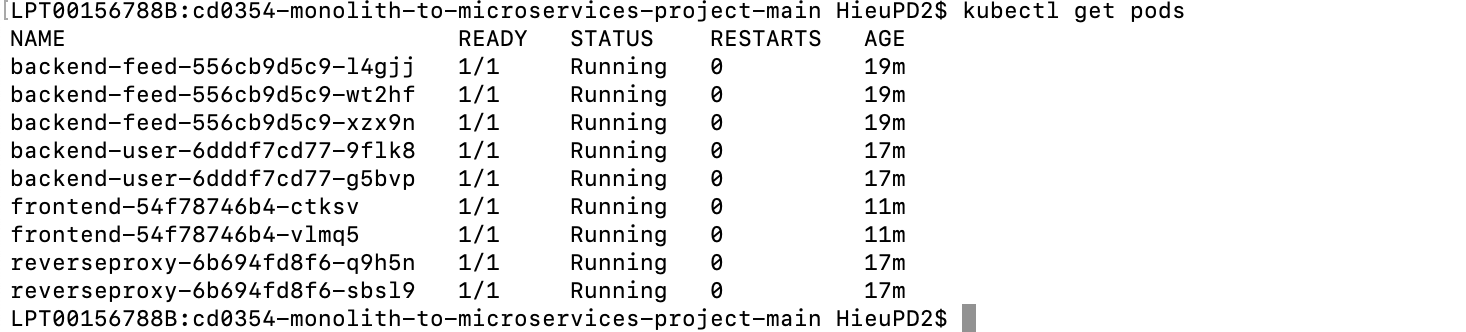 [LPT00156788B:cd0354-monolith-to-microservices-project-main HieuPD2$ kubectl get pods
NAME                            READY   STATUS    RESTARTS   AGE
backend-feed-556cb9d5c9-l4gjj   1/1     Running   0          19m
backend-feed-556cb9d5c9-wt2hf   1/1     Running   0          19m
backend-feed-556cb9d5c9-xzx9n   1/1     Running   0          19m
backend-user-6dddf7cd77-9flk8   1/1     Running   0          17m
backend-user-6dddf7cd77-g5bvp   1/1     Running   0          17m
frontend-54f78746b4-ctksv       1/1     Running   0          11m
frontend-54f78746b4-vlmq5       1/1     Running   0          11m
reverseproxy-6b694fd8f6-q9h5n   1/1     Running   0          17m
reverseproxy-6b694fd8f6-sbsl9   1/1     Running   0          17m
LPT00156788B:cd0354-monolith-to-microservices-project-main HieuPD2$